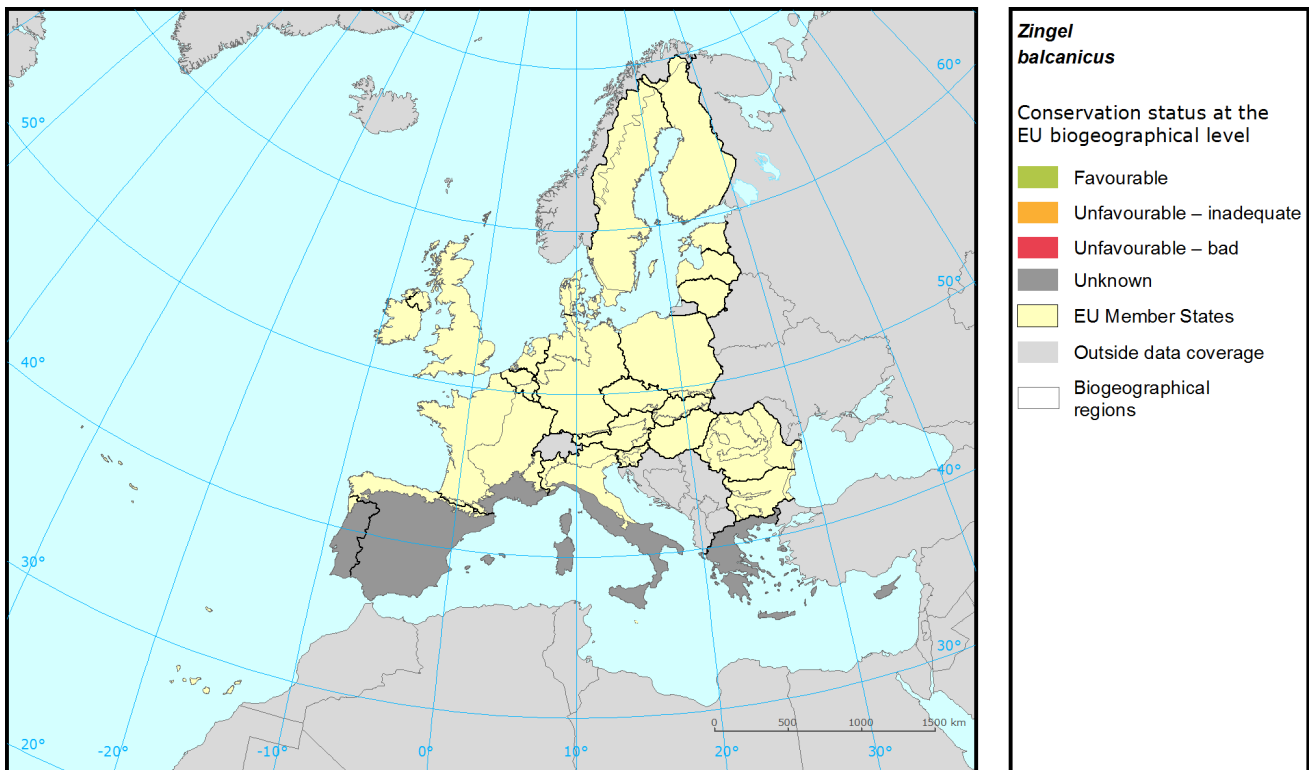 60°
50°
50°
40°
40°
30°
30°
20°
-20°
-10°
0°
10°
20°
30°
0 500 1000 1500 km
Zingel
balcanicus
Conservation status at the
EU biogeographical level
Favourable
Unfavourable – inadequate
Unfavourable – bad
Unknown
EU Member States
Outside data coverage
Biogeographical
regions